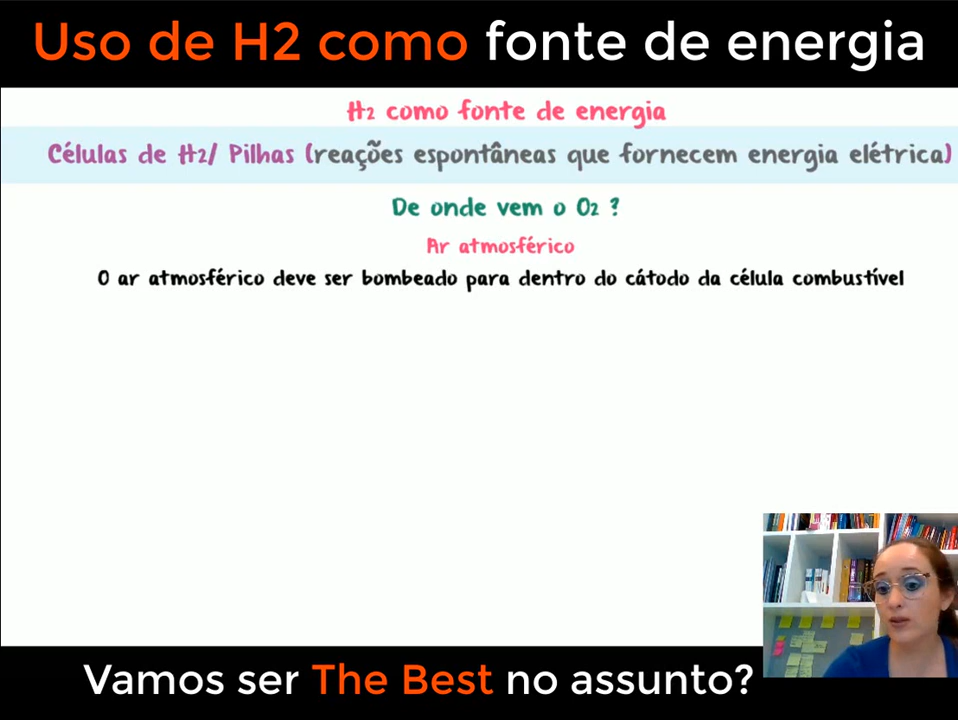 Uso de H2 como fonte de energia
H₂ como fonte de energia
Células de H₂/ Pilhas (reações espontâneas que fornecem energia elétrica)
De onde vem o O₂ ?
Ar atmosférico
O ar atmosférico deve ser bombeado para dentro do cátodo da célula combustível
Vamos ser The Best no assunto?